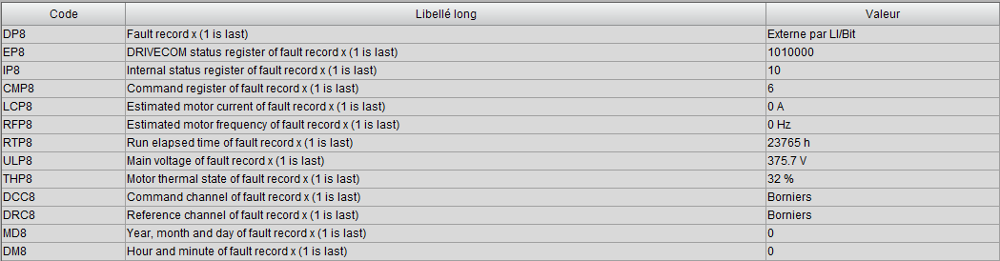 Code Libellé long Valeur
DP8 Fault record x (1 is last) Externe par LI/Bit
EP8 DRIVECOM status register of fault record x (1 is last) 1010000
IP8 Internal status register of fault record x (1 is last) 10
CMP8 Command register of fault record x (1 is last) 6
LCP8 Estimated motor current of fault record x (1 is last) 0 A
RFP8 Estimated motor frequency of fault record x (1 is last) 0 Hz
RTP8 Run elapsed time of fault record x (1 is last) 23765 h
ULP8 Main voltage of fault record x (1 is last) 375.7 V
THP8 Motor thermal state of fault record x (1 is last) 32 %
DCC8 Command channel of fault record x (1 is last) Borniers
DRC8 Reference channel of fault record x (1 is last) Borniers
MD8 Year, month and day of fault record x (1 is last) 0
DM8 Hour and minute of fault record x (1 is last) 0